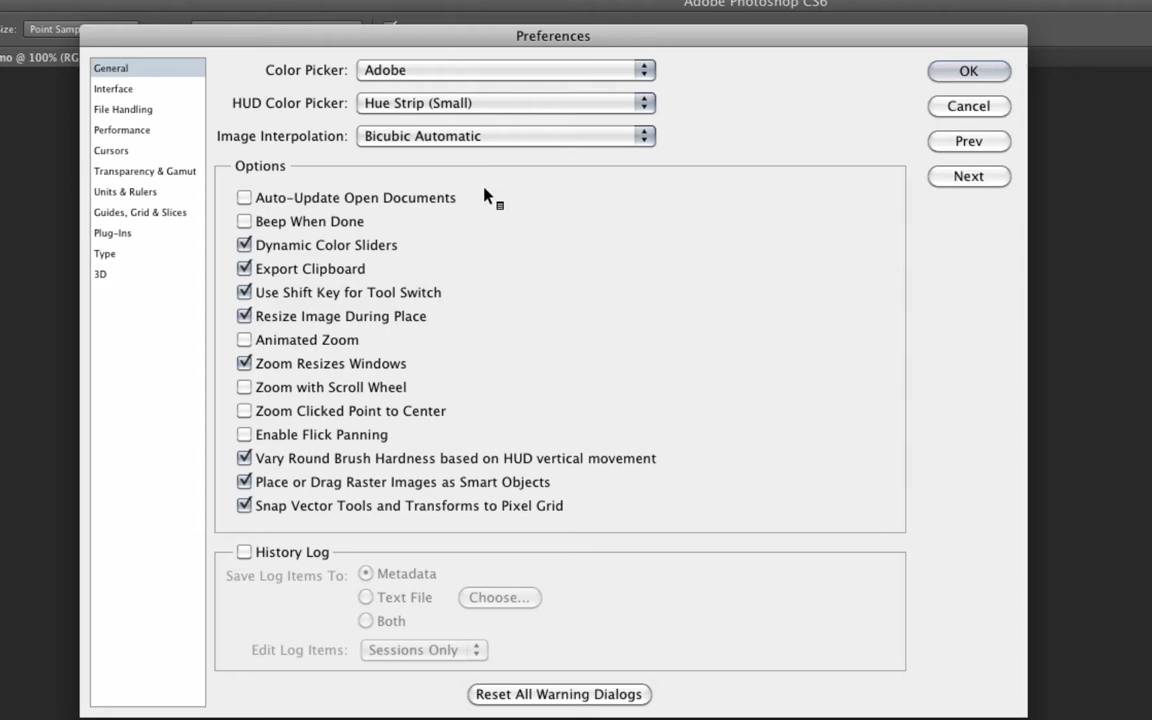 Adobe Photoshop CS6
Size: Point Samp
Preferences
mo @ 100% (RG
General
Interface
File Handling
Performance
Cursors
Transparency & Gamut
Units & Rulers
Guides, Grid & Slices
Plug-Ins
Type
3D
Color Picker: Adobe
HUD Color Picker: Hue Strip (Small)
Image Interpolation: Bicubic Automatic
Options
Auto-Update Open Documents
Beep When Done
Dynamic Color Sliders
Export Clipboard
Use Shift Key for Tool Switch
Resize Image During Place
Animated Zoom
Zoom Resizes Windows
Zoom with Scroll Wheel
Zoom Clicked Point to Center
Enable Flick Panning
Vary Round Brush Hardness based on HUD vertical movement
Place or Drag Raster Images as Smart Objects
Snap Vector Tools and Transforms to Pixel Grid
History Log
Save Log Items To: Metadata
Text File Choose...
Both
Edit Log Items: Sessions Only
Reset All Warning Dialogs
OK
Cancel
Prev
Next